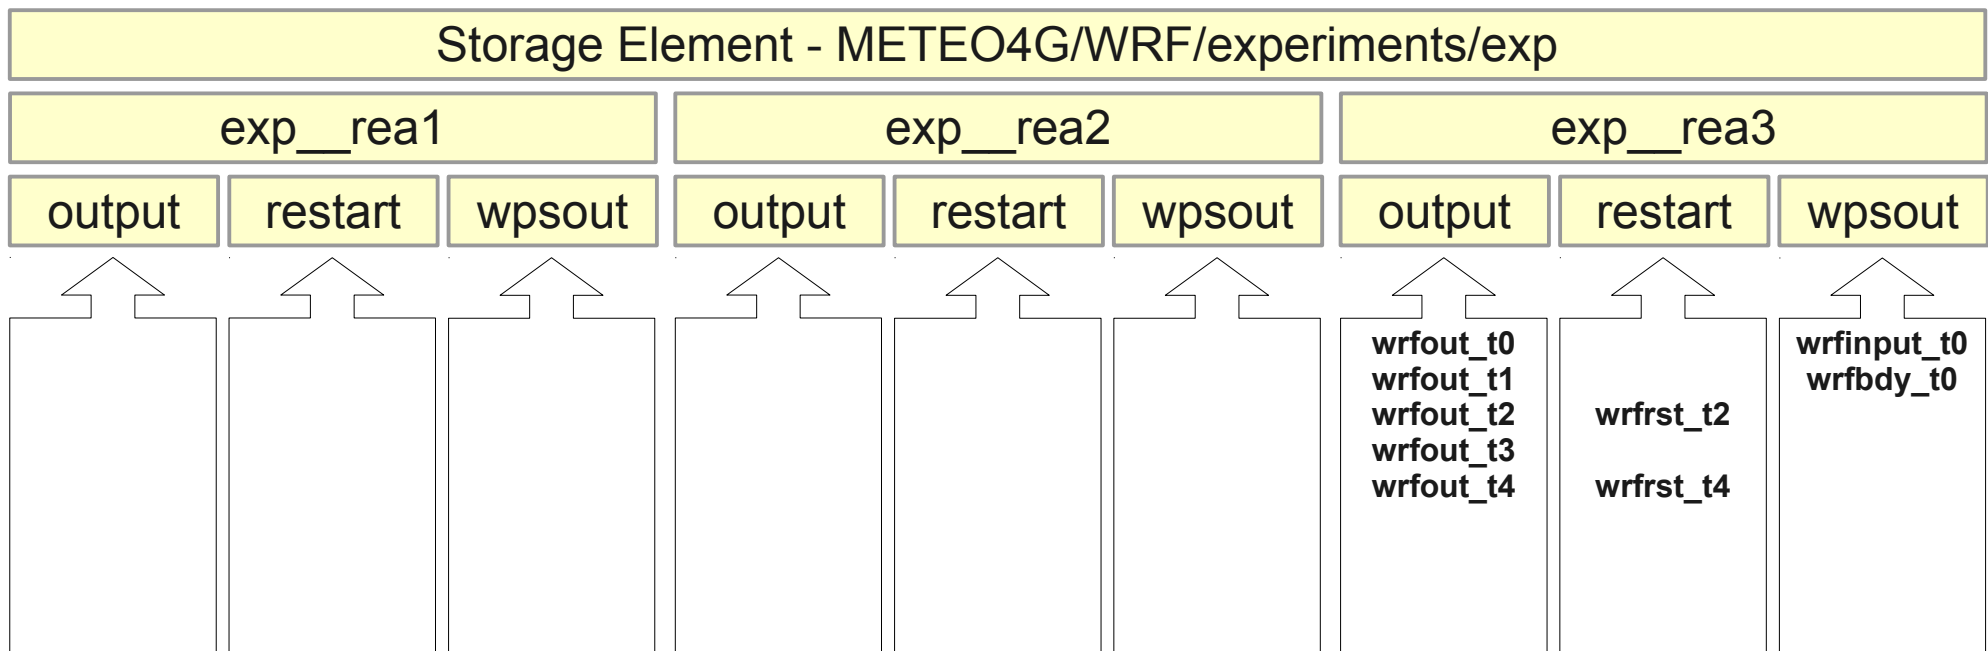 Storage Element - METEO4G/WRF/experiments/exp
exp__rea1
exp__rea2
exp__rea3
output
restart
wpsout
output
restart
wpsout
output
restart
wpsout
wrfout_t0
wrfout_t1
wrfout_t2
wrfout_t3
wrfout_t4
wrfrst_t2
wrfrst_t4
wrfinput_t0
wrfbdy_t0